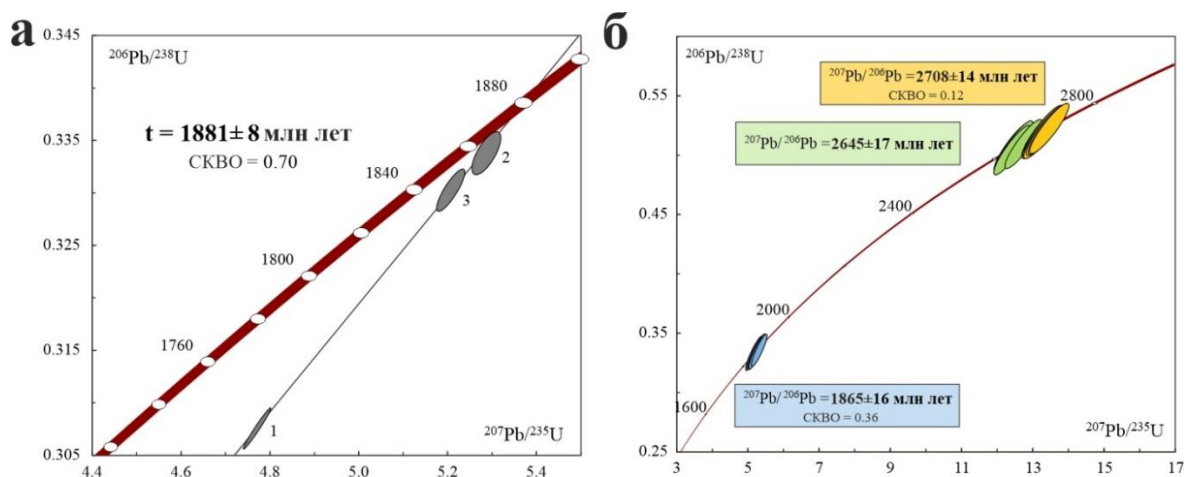 а
0.345
0.335
0.325
0.315
0.305
²⁰⁶Pb/²³⁸U
t = 1881± 8 млн лет
СКВО = 0.70
1880
1840
1800
1760
2
3
1
²⁰⁷Pb/²³⁵U
4.4
4.6
4.8
5.0
5.2
5.4
б
0.55
0.45
0.35
0.25
²⁰⁶Pb/²³⁸U
²⁰⁷Pb/²⁰⁶Pb =2708±14 млн лет
СКВО = 0.12
2800
²⁰⁷Pb/²⁰⁶Pb =2645±17 млн лет
2400
2000
²⁰⁷Pb/²⁰⁶Pb =1865±16 млн лет
СКВО = 0.36
1600
²⁰⁷Pb/²³⁵U
3
5
7
9
11
13
15
17